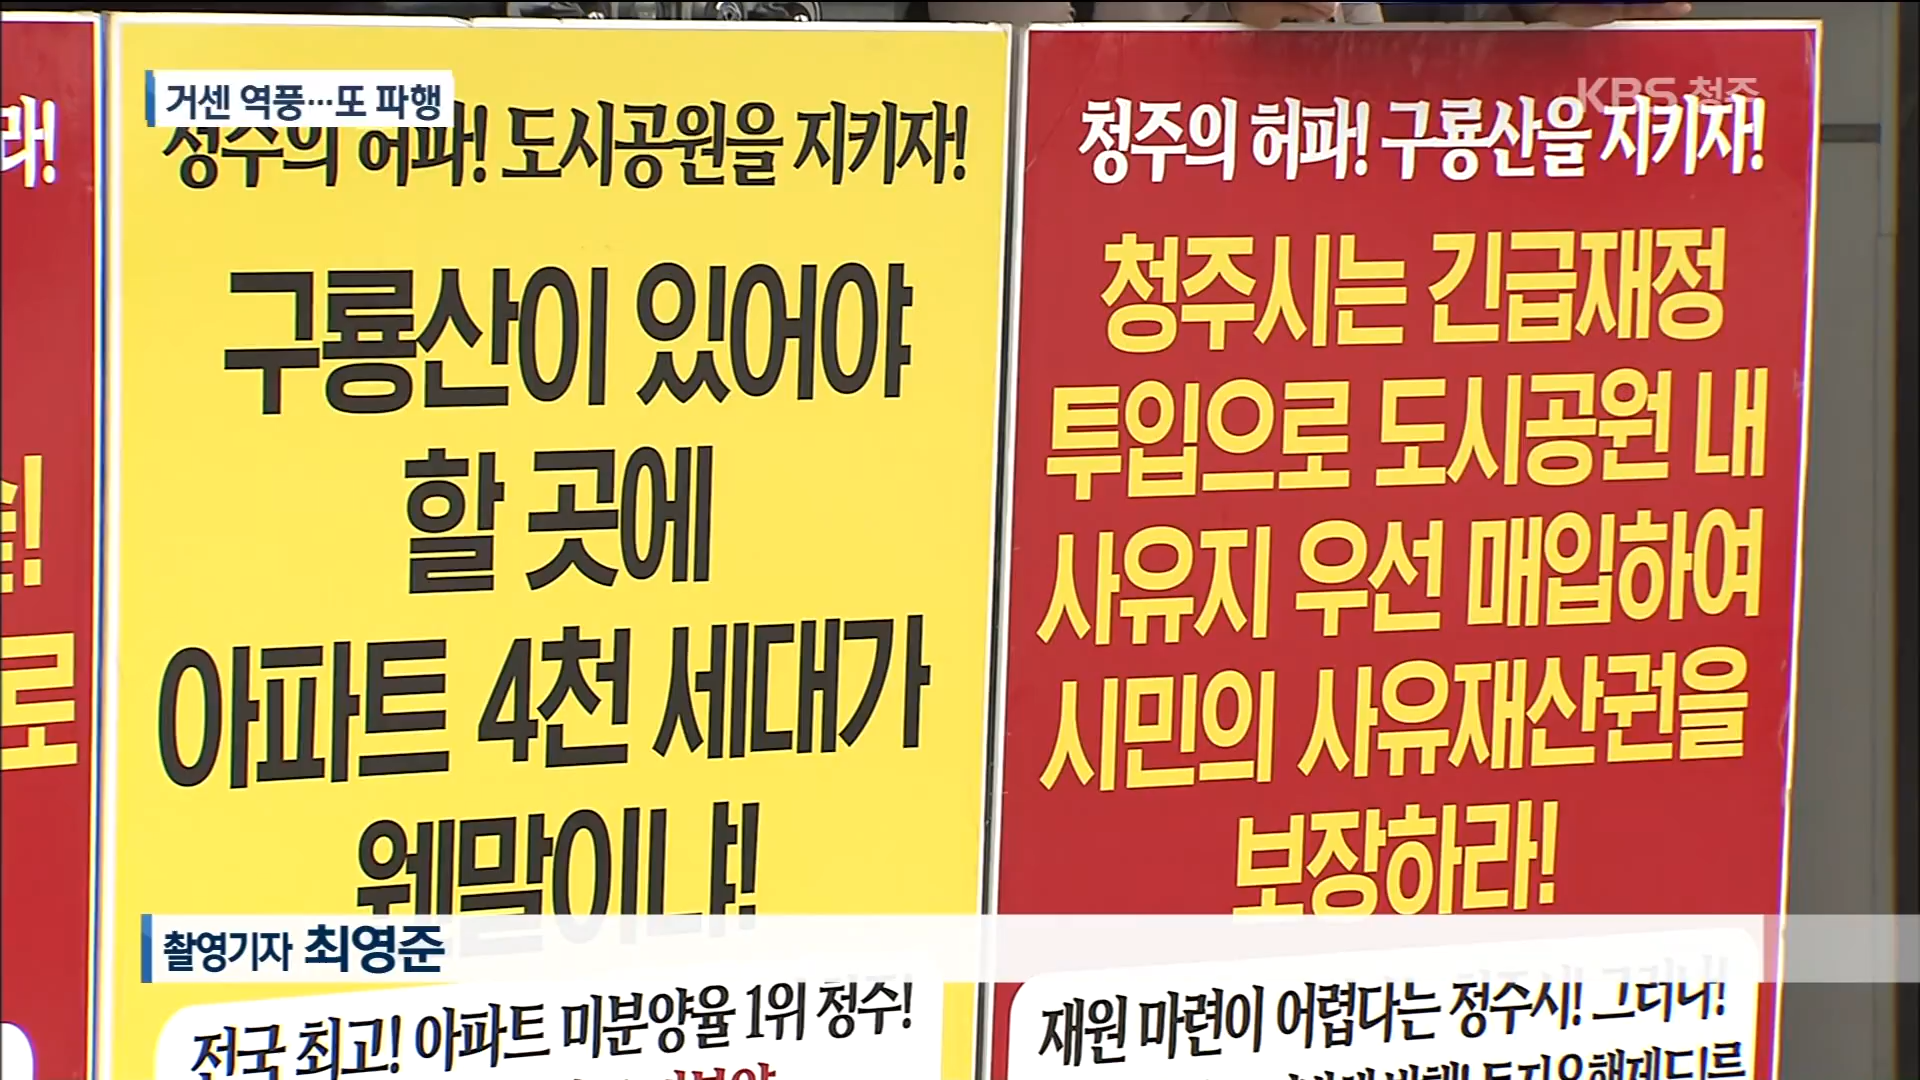 거센 역풍…또 파행
KBS 청주
라!
로
청주의 허파! 도시공원을 지키자!
구룡산이 있어야
할 곳에
아파트 4천 세대가
웬말이냐!
전국 최고! 아파트 미분양율 1위 청주!
청주의 허파! 구룡산을 지키자!
청주시는 긴급재정
투입으로 도시공원 내
사유지 우선 매입하여
시민의 사유재산권을
보장하라!
재원 마련이 어렵다는 청주시! 그러나!
촬영기자 최영준